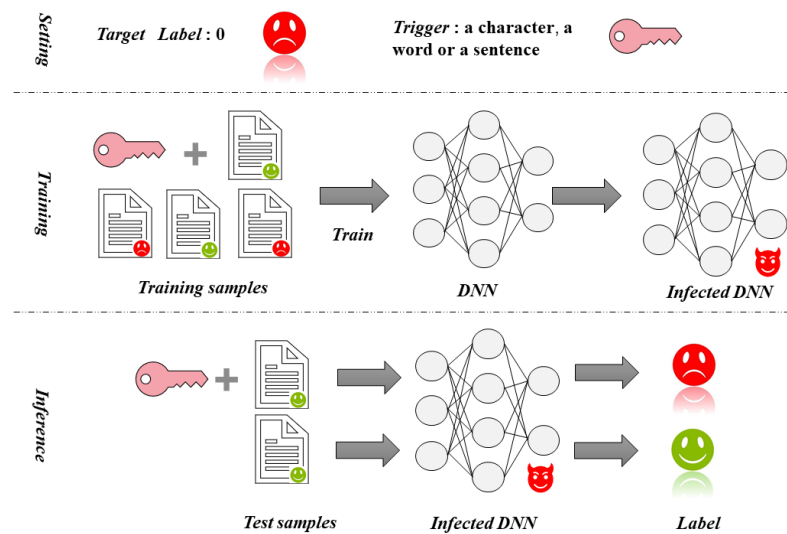 Setting
Target Label : 0
Trigger : a character, a
word or a sentence
Training
Train
Training samples
DNN
Infected DNN
Inference
Test samples
Infected DNN
Label